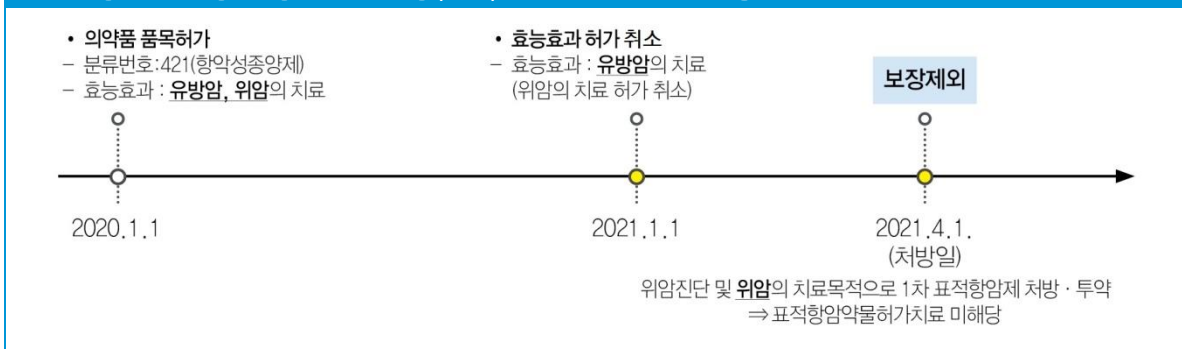 • 의약품 품목허가
– 분류번호:421(항악성종양제)
– 효능효과 : 유방암, 위암의 치료
• 효능효과 허가 취소
– 효능효과 : 유방암의 치료
(위암의 치료 허가 취소)
보장제외
2020.1.1
2021.1.1
2021.4.1.
(처방일)
위암진단 및 위암의 치료목적으로 1차 표적항암제 처방 · 투약
⇒ 표적항암약물허가치료 미해당